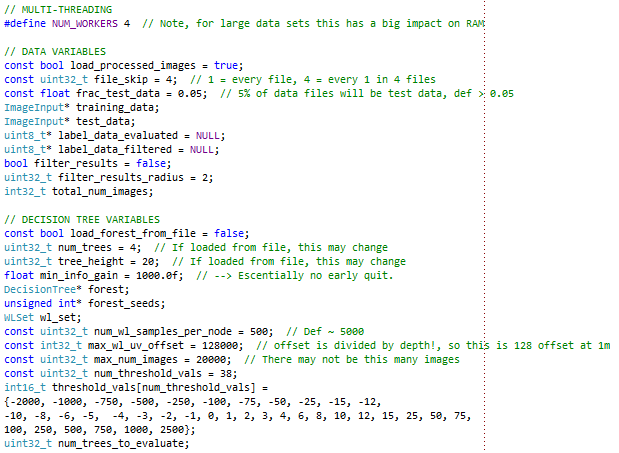 // MULTI-THREADING
#define NUM_WORKERS 4  // Note, for large data sets this has a big impact on RAM

// DATA VARIABLES
const bool load_processed_images = true;
const uint32_t file_skip = 4;  // 1 = every file, 4 = every 1 in 4 files
const float frac_test_data = 0.05;  // 5% of data files will be test data, def > 0.05
ImageInput* training_data;
ImageInput* test_data;
uint8_t* label_data_evaluated = NULL;
uint8_t* label_data_filtered = NULL;
bool filter_results = false;
uint32_t filter_results_radius = 2;
int32_t total_num_images;

// DECISION TREE VARIABLES
const bool load_forest_from_file = false;
uint32_t num_trees = 4;  // If loaded from file, this may change
uint32_t tree_height = 20;  // If loaded from file, this may change
float min_info_gain = 1000.0f;  // --> Escentially no early quit.
DecisionTree* forest;
unsigned int* forest_seeds;
WLSet wl_set;
const uint32_t num_wl_samples_per_node = 500;  // Def ~ 5000
const int32_t max_wl_uv_offset = 128000;  // offset is divided by depth!, so this is 128 offset at 1m
const uint32_t max_num_images = 20000;  // There may not be this many images
const uint32_t num_threshold_vals = 38;
int16_t threshold_vals[num_threshold_vals] =
{-2000, -1000, -750, -500, -250, -100, -75, -50, -25, -15, -12,
-10, -8, -6, -5,  -4, -3, -2, -1, 0, 1, 2, 3, 4, 6, 8, 10, 12, 15, 25, 50, 75,
100, 250, 500, 750, 1000, 2500};
uint32_t num_trees_to_evaluate;